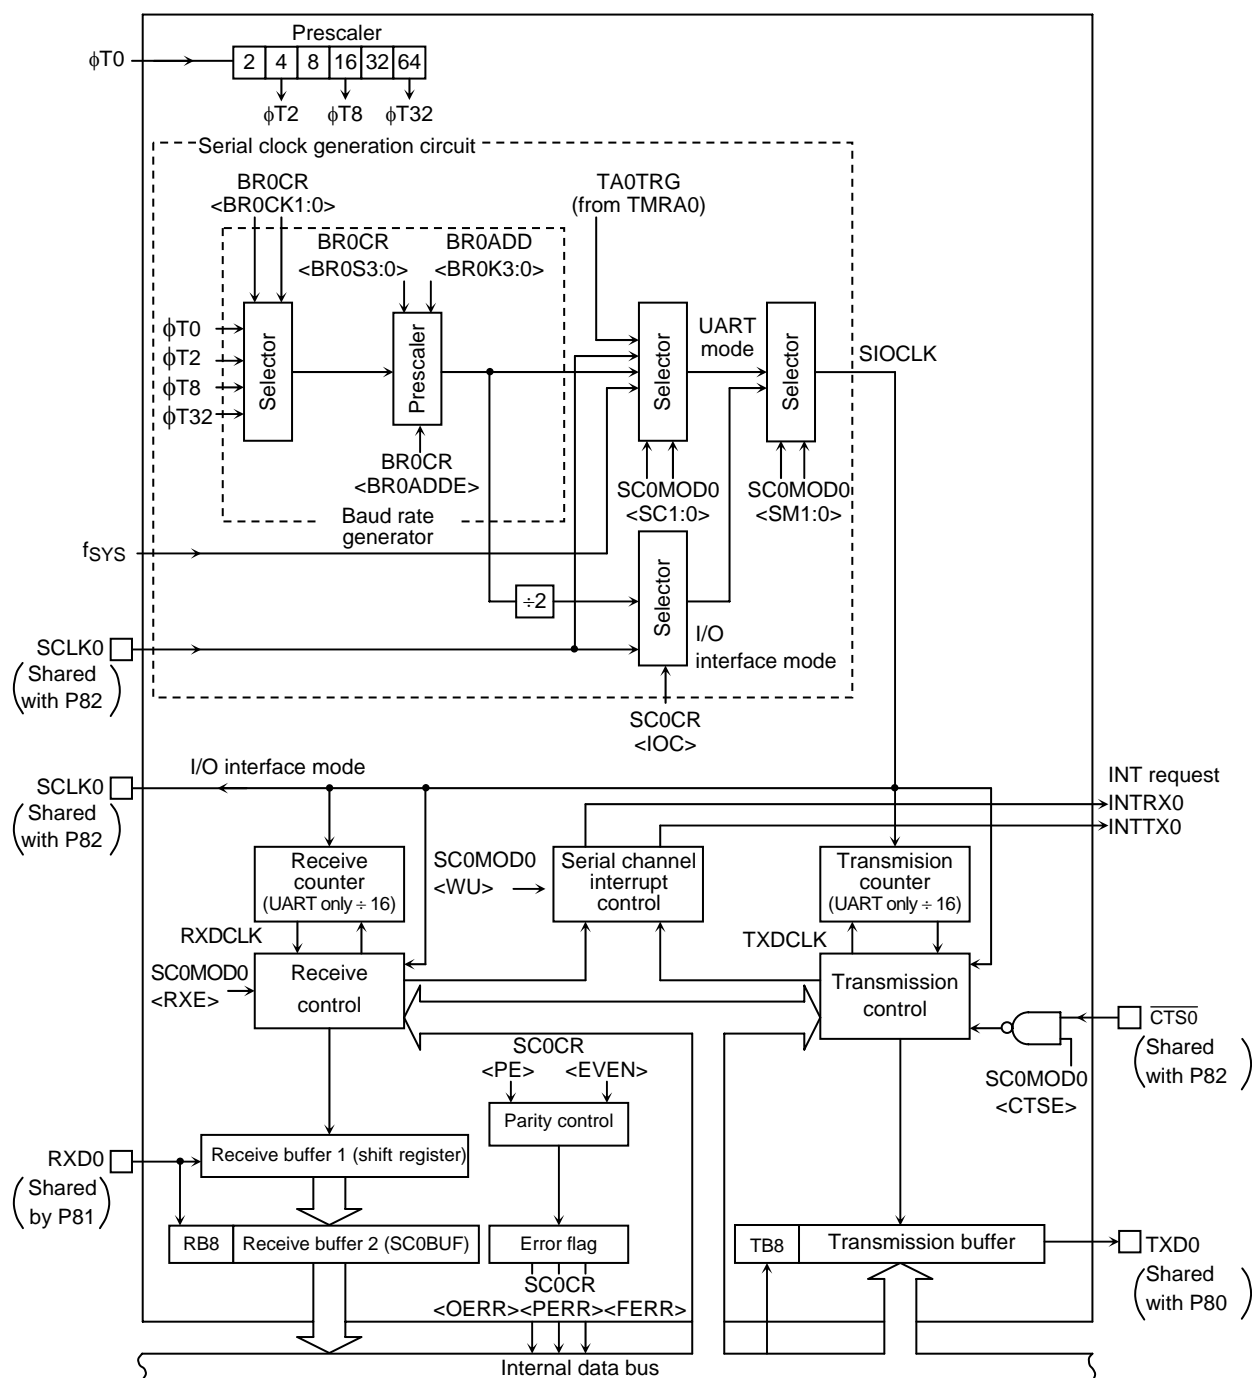 Prescaler
φT0
2 4 8 16 32 64
φT2 φT8 φT32
Serial clock generation circuit
BR0CR
<BR0CK1:0>
TA0TRG
(from TMRA0)
BR0CR
<BR0S3:0>
BR0ADD
<BR0K3:0>
φT0
φT2
φT8
φT32
Selector
Prescaler
Selector
UART
mode
Selector
SIOCLK
BR0CR
<BR0ADDE>
SC0MOD0
<SC1:0>
SC0MOD0
<SM1:0>
Baud rate
generator
fSYS
÷2
Selector
I/O
interface mode
SCLK0
(Shared
with P82)
SC0CR
<IOC>
I/O interface mode
SCLK0
(Shared
with P82)
INT request
INTRX0
INTTX0
Receive
counter
(UART only ÷ 16)
SC0MOD0
<WU>
Serial channel
interrupt
control
Transmision
counter
(UART only ÷ 16)
RXDCLK
TXDCLK
SC0MOD0
<RXE>
Receive
control
Transmission
control
CTS0
(Shared
with P82)
SC0MOD0
<CTSE>
SC0CR
<PE> <EVEN>
Parity control
RXD0
(Shared
by P81)
Receive buffer 1 (shift register)
RB8 Receive buffer 2 (SC0BUF)
Error flag
TB8 Transmission buffer
TXD0
(Shared
with P80)
SC0CR
<OERR><PERR><FERR>
Internal data bus